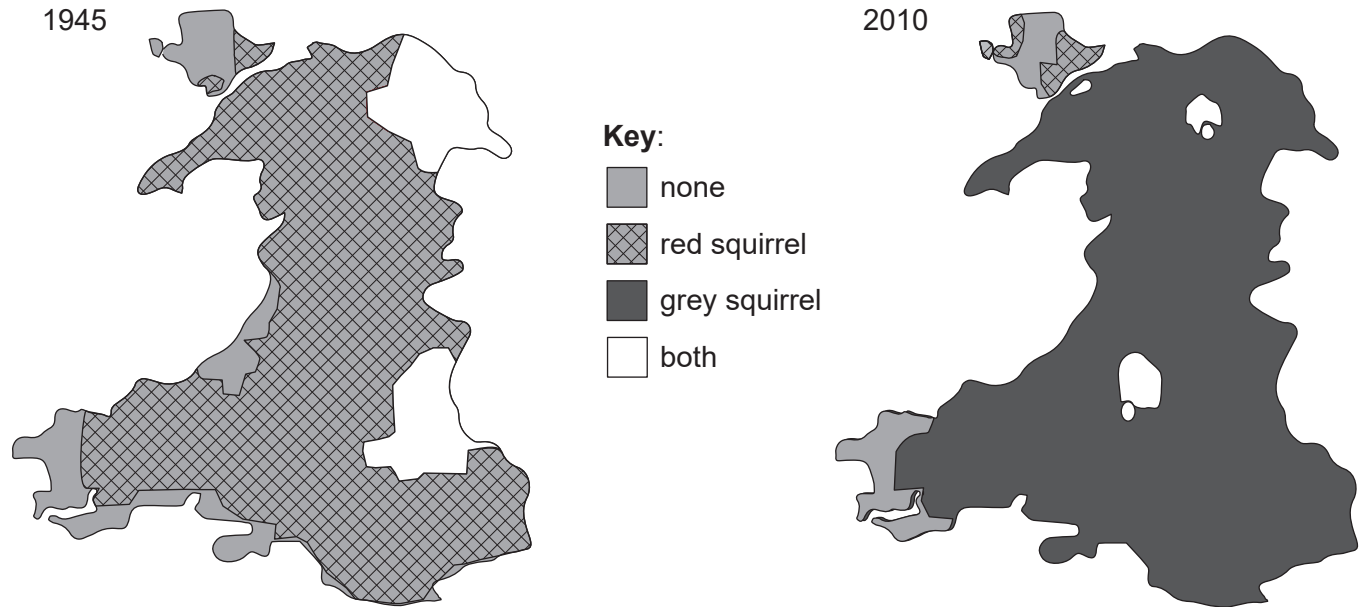 1945
2010
Key:
none
red squirrel
grey squirrel
both